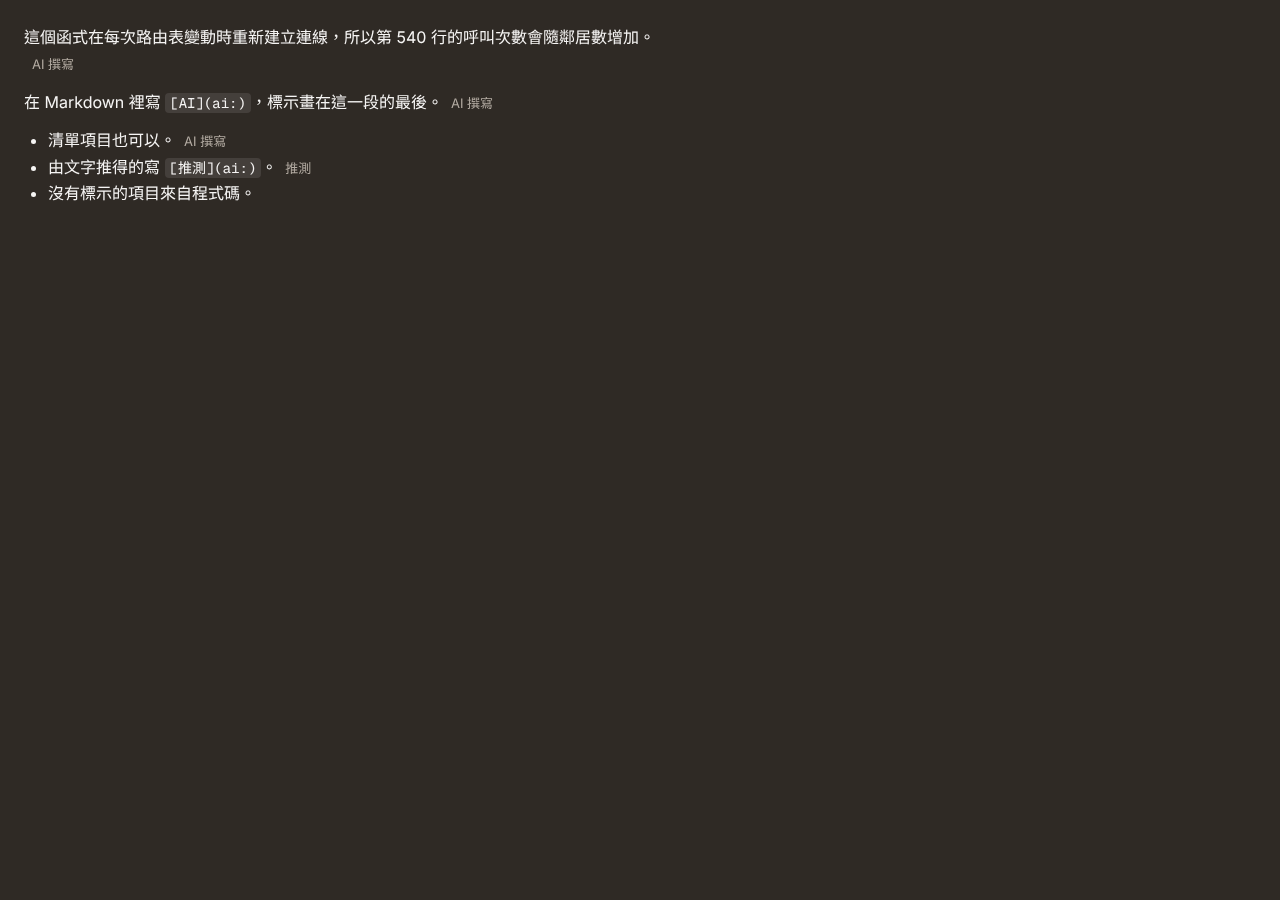 這個函式在每次路由表變動時重新建立連線，所以第 540 行的呼叫次數會隨鄰居數增加。
AI 撰寫
在 Markdown 裡寫 [AI](ai:)，標示畫在這一段的最後。 AI 撰寫
• 清單項目也可以。 AI 撰寫
• 由文字推得的寫 [推測](ai:)。 推測
• 沒有標示的項目來自程式碼。